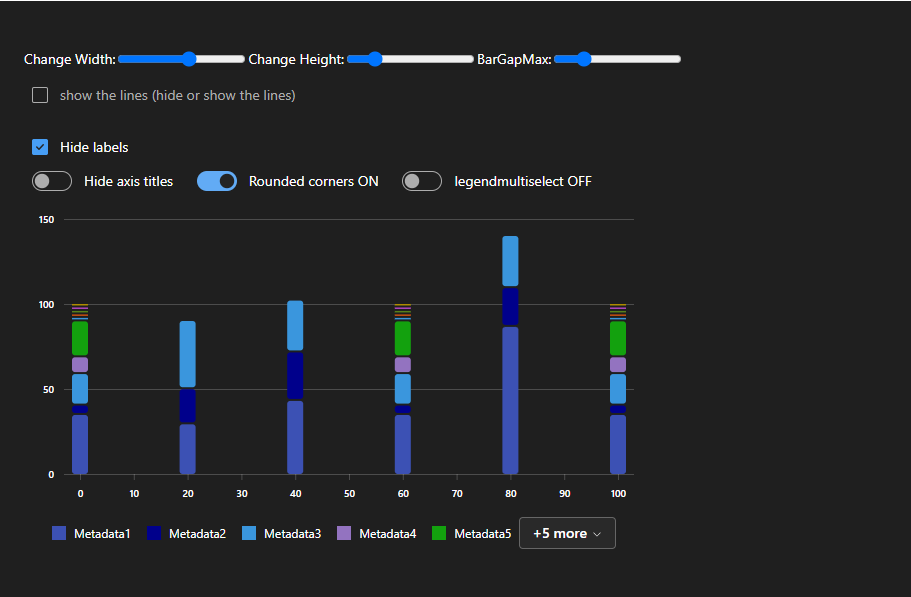 Change Width: Change Height: BarGapMax:
show the lines (hide or show the lines)
Hide labels
Hide axis titles Rounded corners ON legendmultiselect OFF
150
100
50
0
0 10 20 30 40 50 60 70 80 90 100
Metadata1 Metadata2 Metadata3 Metadata4 Metadata5 +5 more